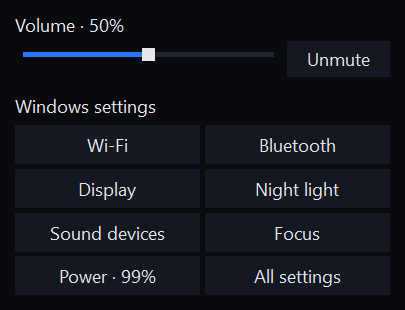 Volume · 50%
Unmute
Windows settings
Wi-Fi
Bluetooth
Display
Night light
Sound devices
Focus
Power · 99%
All settings